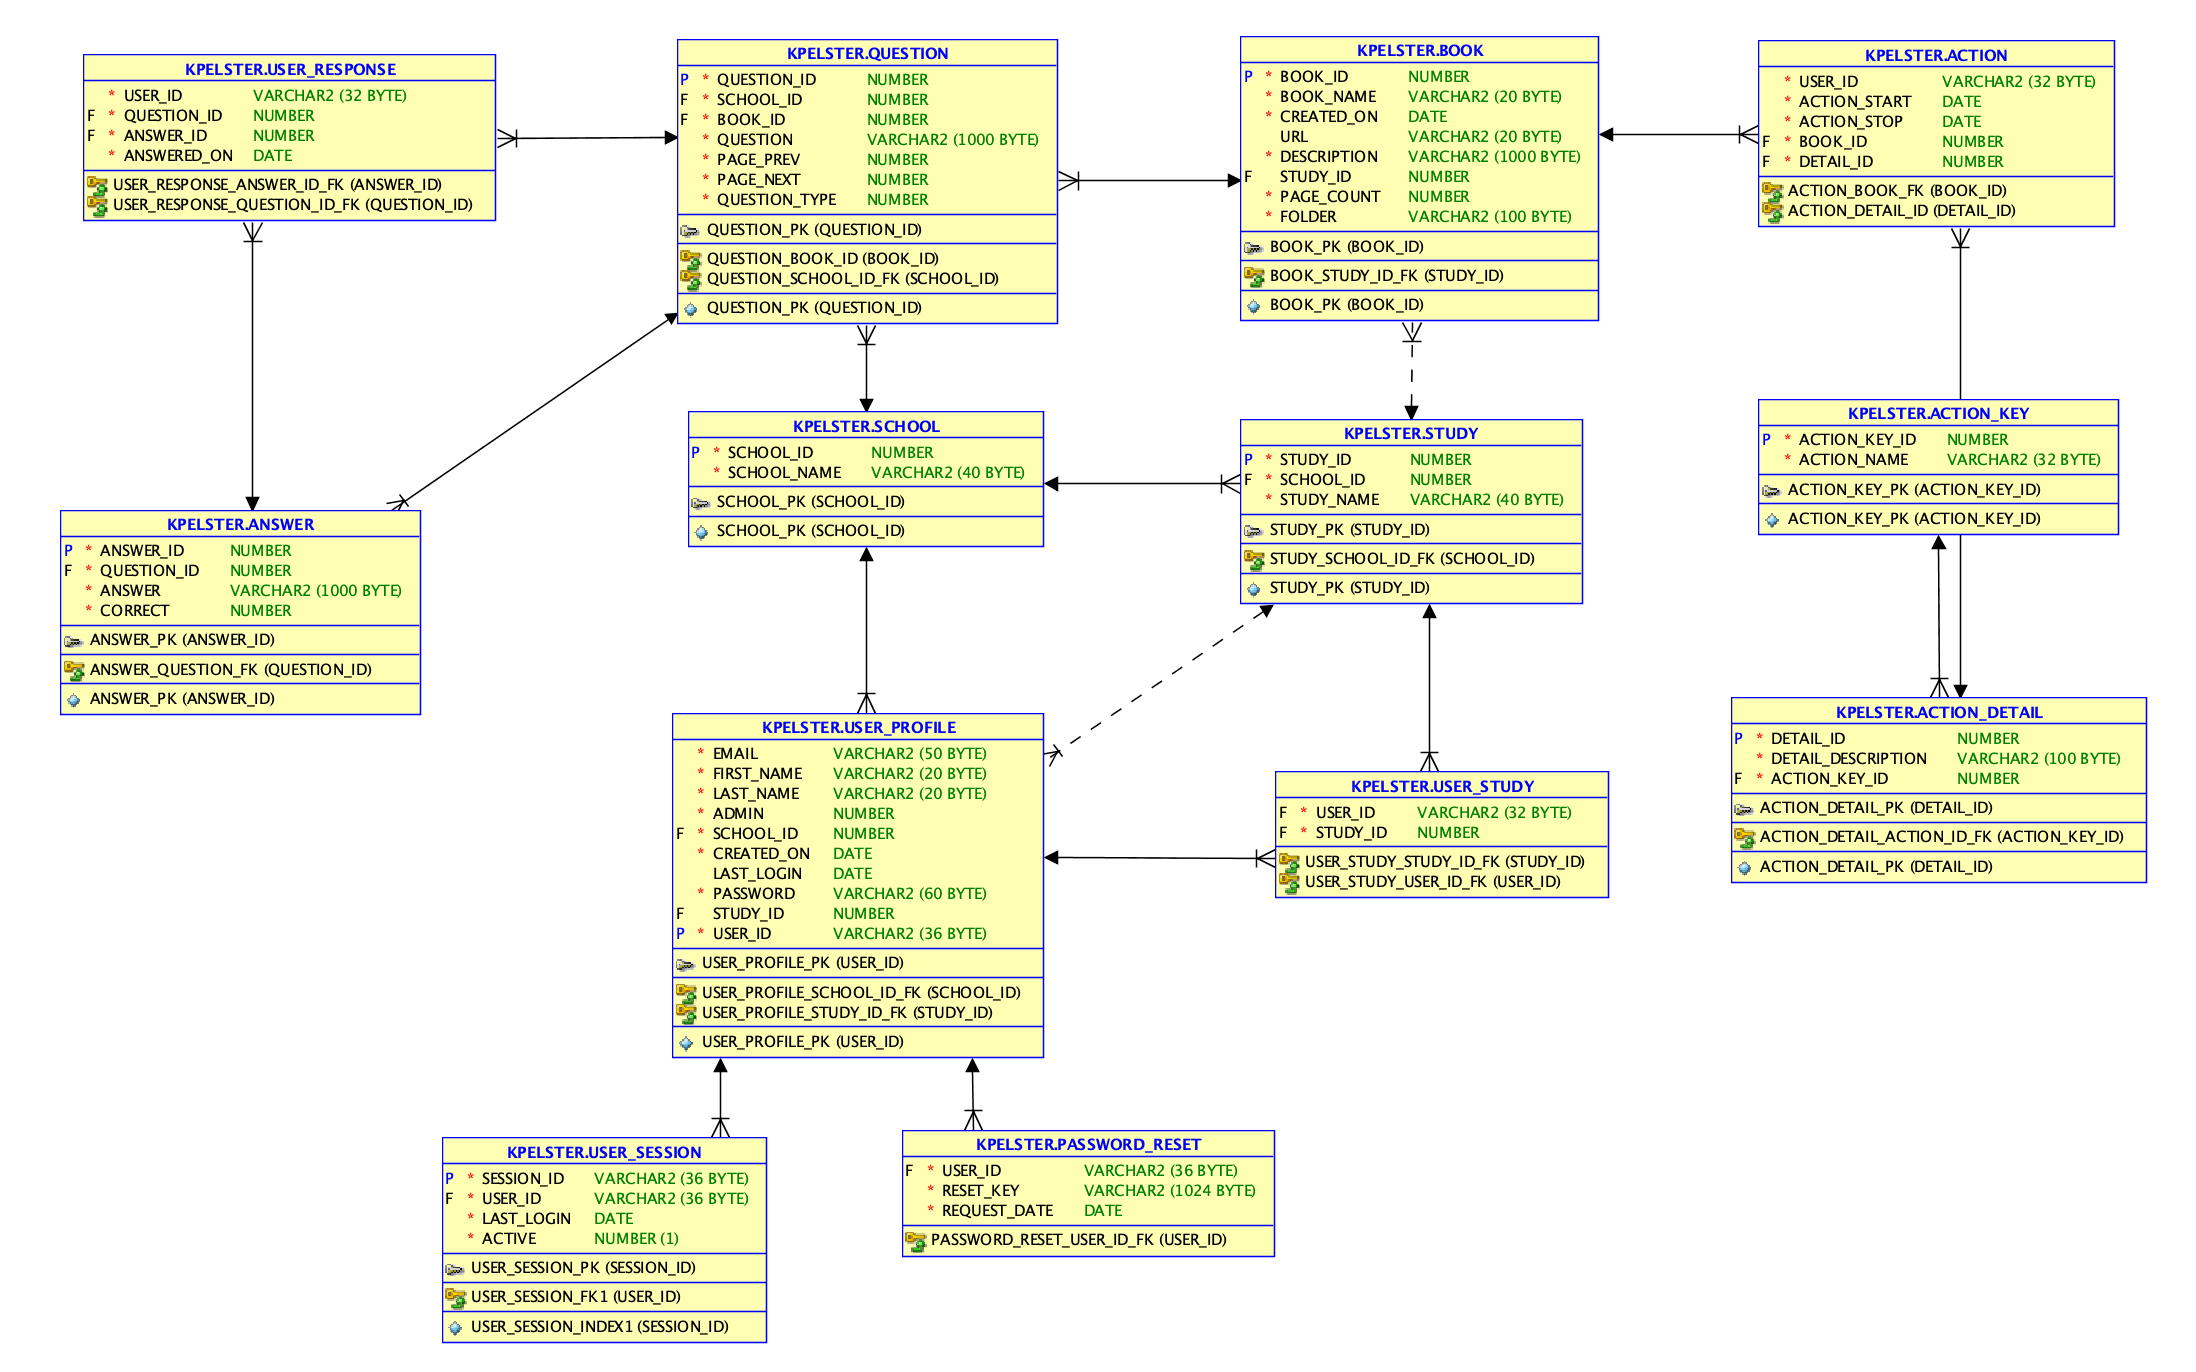 KPELSTER.USER_RESPONSE
* USER_ID VARCHAR2 (32 BYTE)
F * QUESTION_ID NUMBER
F * ANSWER_ID NUMBER
* ANSWERED_ON DATE
USER_RESPONSE_ANSWER_ID_FK (ANSWER_ID)
USER_RESPONSE_QUESTION_ID_FK (QUESTION_ID)
KPELSTER.QUESTION
P * QUESTION_ID NUMBER
F * SCHOOL_ID NUMBER
F * BOOK_ID NUMBER
* QUESTION VARCHAR2 (1000 BYTE)
* PAGE_PREV NUMBER
* PAGE_NEXT NUMBER
* QUESTION_TYPE NUMBER
QUESTION_PK (QUESTION_ID)
QUESTION_BOOK_ID (BOOK_ID)
QUESTION_SCHOOL_ID_FK (SCHOOL_ID)
QUESTION_PK (QUESTION_ID)
KPELSTER.BOOK
P * BOOK_ID NUMBER
* BOOK_NAME VARCHAR2 (20 BYTE)
* CREATED_ON DATE
URL VARCHAR2 (20 BYTE)
* DESCRIPTION VARCHAR2 (1000 BYTE)
F STUDY_ID NUMBER
* PAGE_COUNT NUMBER
* FOLDER VARCHAR2 (100 BYTE)
BOOK_PK (BOOK_ID)
BOOK_STUDY_ID_FK (STUDY_ID)
BOOK_PK (BOOK_ID)
KPELSTER.ACTION
* USER_ID VARCHAR2 (32 BYTE)
* ACTION_START DATE
* ACTION_STOP DATE
F * BOOK_ID NUMBER
F * DETAIL_ID NUMBER
ACTION_BOOK_FK (BOOK_ID)
ACTION_DETAIL_ID (DETAIL_ID)
KPELSTER.ANSWER
P * ANSWER_ID NUMBER
F * QUESTION_ID NUMBER
* ANSWER VARCHAR2 (1000 BYTE)
* CORRECT NUMBER
ANSWER_PK (ANSWER_ID)
ANSWER_QUESTION_FK (QUESTION_ID)
ANSWER_PK (ANSWER_ID)
KPELSTER.SCHOOL
P * SCHOOL_ID NUMBER
* SCHOOL_NAME VARCHAR2 (40 BYTE)
SCHOOL_PK (SCHOOL_ID)
SCHOOL_PK (SCHOOL_ID)
KPELSTER.STUDY
P * STUDY_ID NUMBER
F * SCHOOL_ID NUMBER
* STUDY_NAME VARCHAR2 (40 BYTE)
STUDY_PK (STUDY_ID)
STUDY_SCHOOL_ID_FK (SCHOOL_ID)
STUDY_PK (STUDY_ID)
KPELSTER.ACTION_KEY
P * ACTION_KEY_ID NUMBER
* ACTION_NAME VARCHAR2 (32 BYTE)
ACTION_KEY_PK (ACTION_KEY_ID)
ACTION_KEY_PK (ACTION_KEY_ID)
KPELSTER.USER_PROFILE
* EMAIL VARCHAR2 (50 BYTE)
* FIRST_NAME VARCHAR2 (20 BYTE)
* LAST_NAME VARCHAR2 (20 BYTE)
* ADMIN NUMBER
F * SCHOOL_ID NUMBER
* CREATED_ON DATE
LAST_LOGIN DATE
* PASSWORD VARCHAR2 (60 BYTE)
F STUDY_ID NUMBER
P * USER_ID VARCHAR2 (36 BYTE)
USER_PROFILE_PK (USER_ID)
USER_PROFILE_SCHOOL_ID_FK (SCHOOL_ID)
USER_PROFILE_STUDY_ID_FK (STUDY_ID)
USER_PROFILE_PK (USER_ID)
KPELSTER.USER_STUDY
F * USER_ID VARCHAR2 (32 BYTE)
F * STUDY_ID NUMBER
USER_STUDY_STUDY_ID_FK (STUDY_ID)
USER_STUDY_USER_ID_FK (USER_ID)
KPELSTER.ACTION_DETAIL
P * DETAIL_ID NUMBER
* DETAIL_DESCRIPTION VARCHAR2 (100 BYTE)
F * ACTION_KEY_ID NUMBER
ACTION_DETAIL_PK (DETAIL_ID)
ACTION_DETAIL_ACTION_ID_FK (ACTION_KEY_ID)
ACTION_DETAIL_PK (DETAIL_ID)
KPELSTER.USER_SESSION
P * SESSION_ID VARCHAR2 (36 BYTE)
F * USER_ID VARCHAR2 (36 BYTE)
* LAST_LOGIN DATE
* ACTIVE NUMBER (1)
USER_SESSION_PK (SESSION_ID)
USER_SESSION_FK1 (USER_ID)
USER_SESSION_INDEX1 (SESSION_ID)
KPELSTER.PASSWORD_RESET
F * USER_ID VARCHAR2 (36 BYTE)
* RESET_KEY VARCHAR2 (1024 BYTE)
* REQUEST_DATE DATE
PASSWORD_RESET_USER_ID_FK (USER_ID)